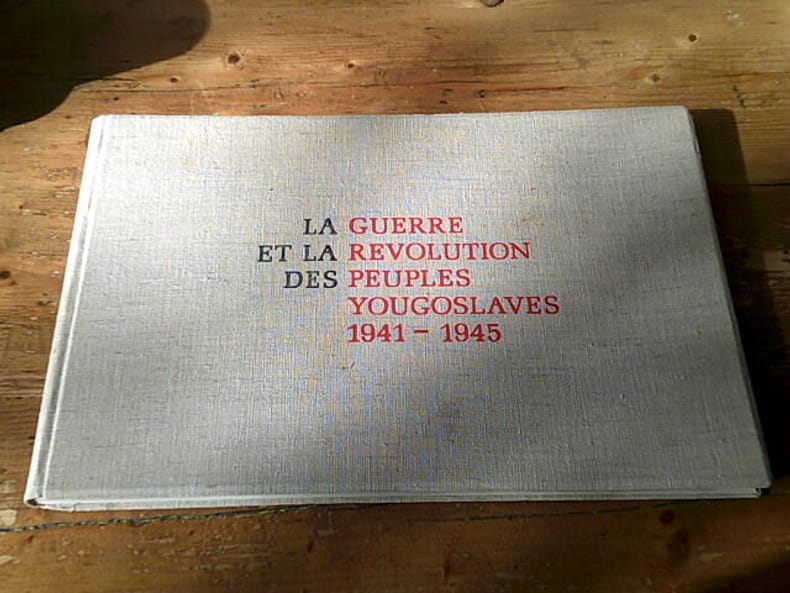 LA GUERRE
ET LA REVOLUTION
DES PEUPLES
YOUGOSLAVES
1941 – 1945